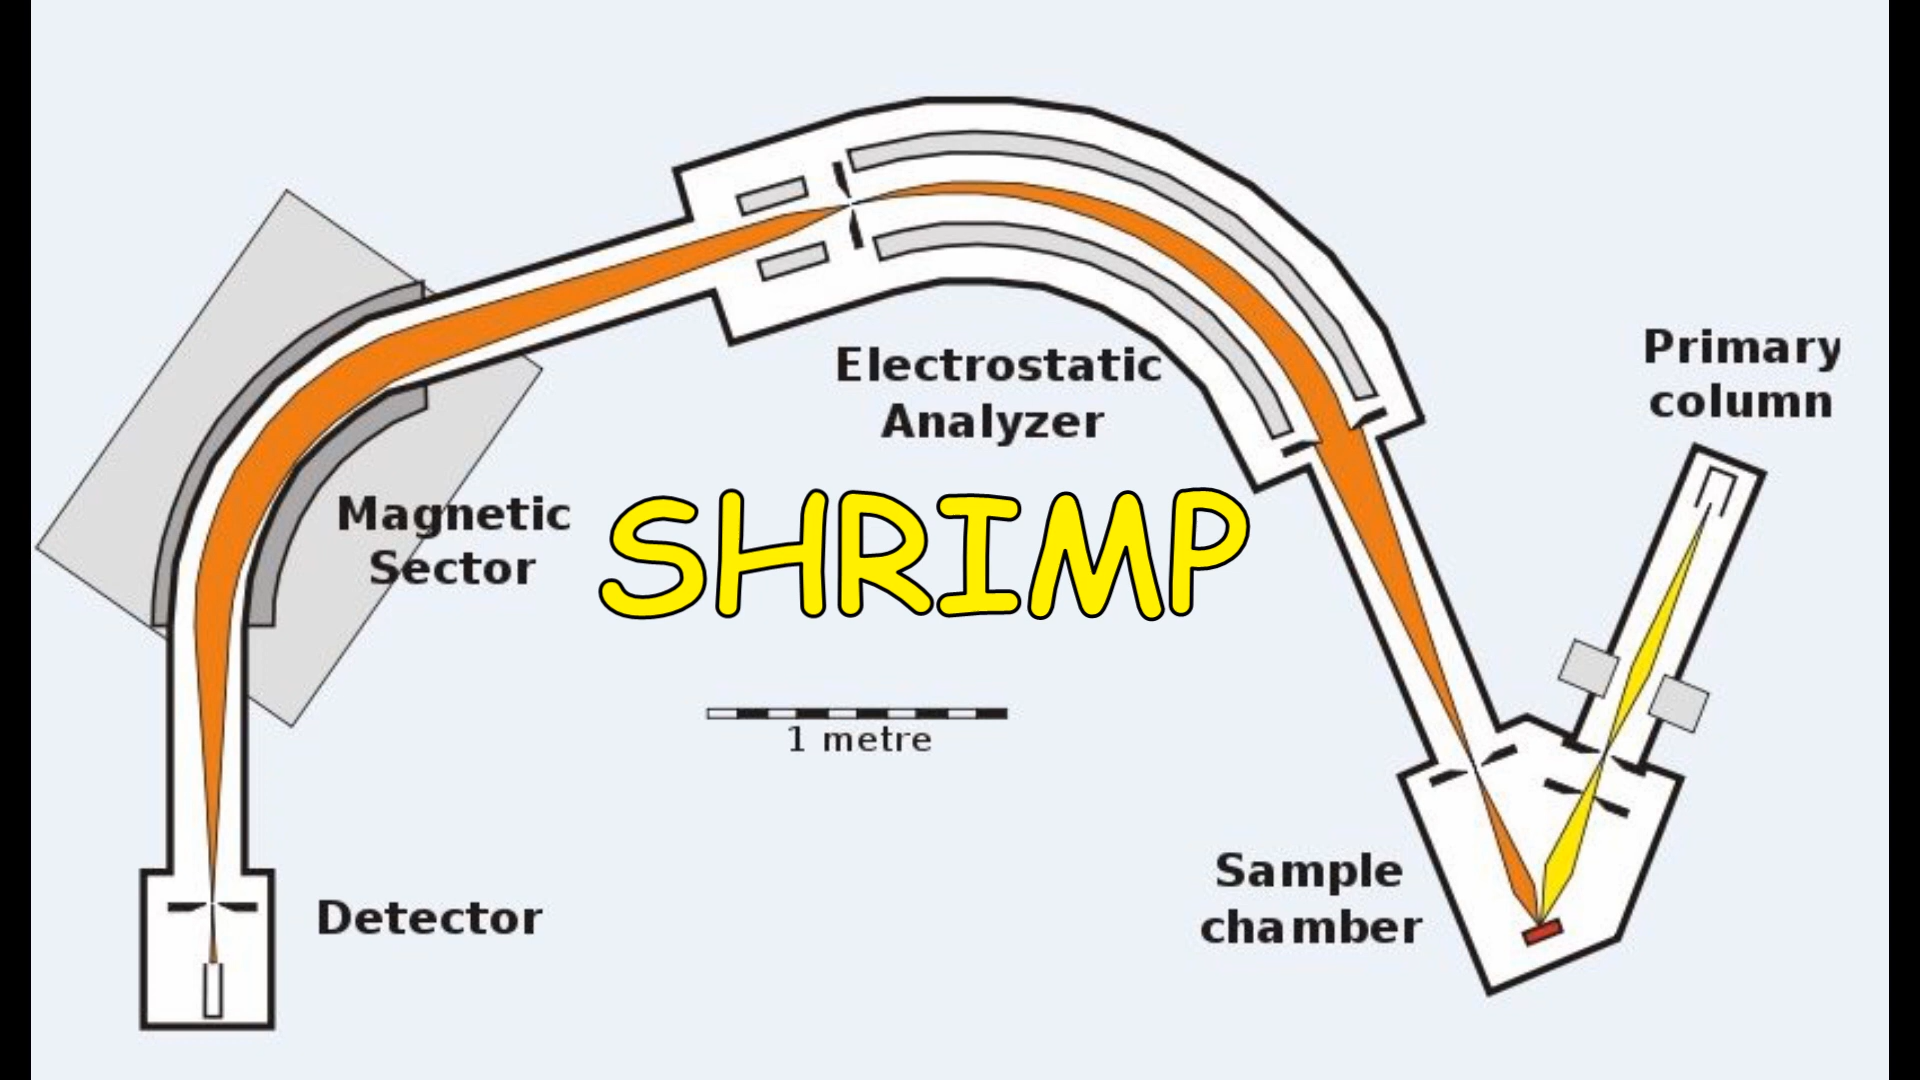 Primary
column
Electrostatic
Analyzer
Magnetic
Sector
SHRIMP
1 metre
Sample
chamber
Detector